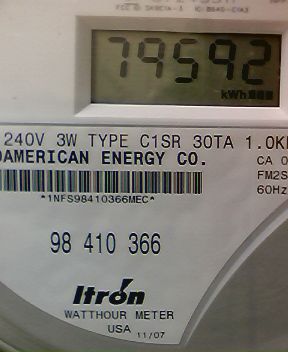 79592
kWh
240V 3W TYPE C1SR 30TA 1.0K
OAMERICAN ENERGY CO.
CA 0
FM2S
60Hz
*1NFS98410366MEC*
98 410 366
Itron
WATTHOUR METER
USA 11/07